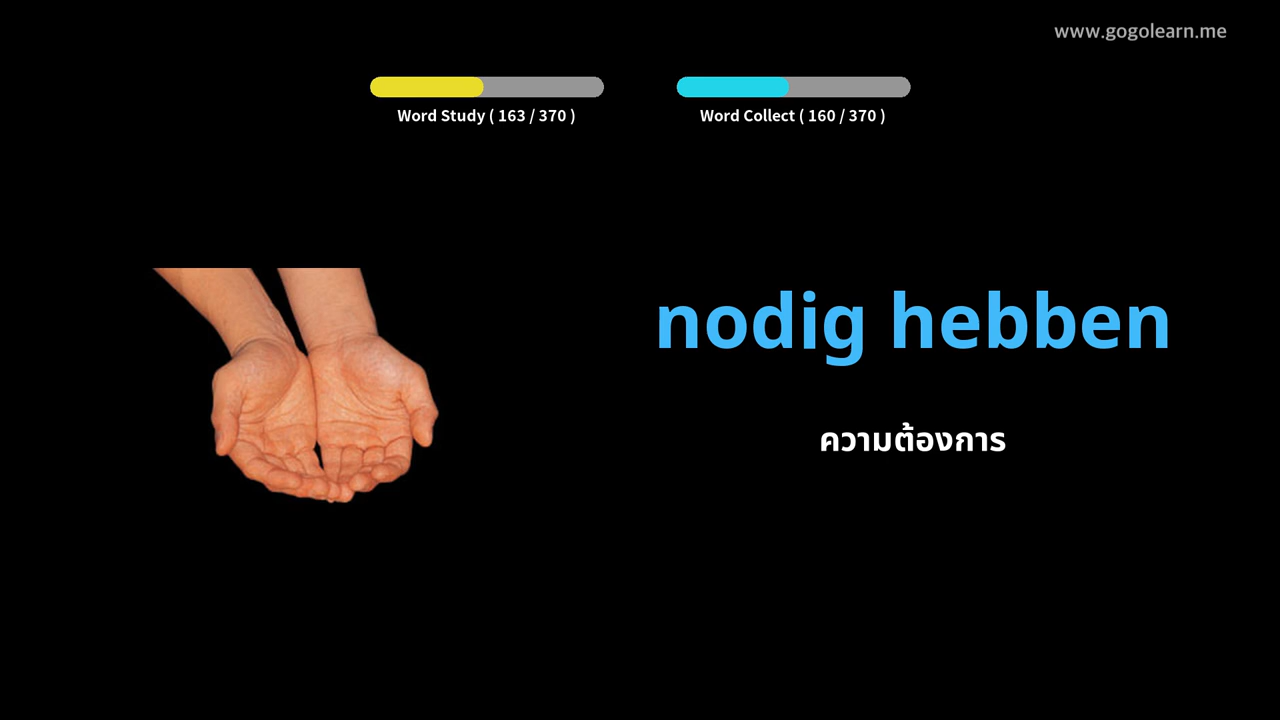 www.gogolearn.me
Word Study ( 163 / 370 )
Word Collect ( 160 / 370 )
nodig hebben
ความต้องการ